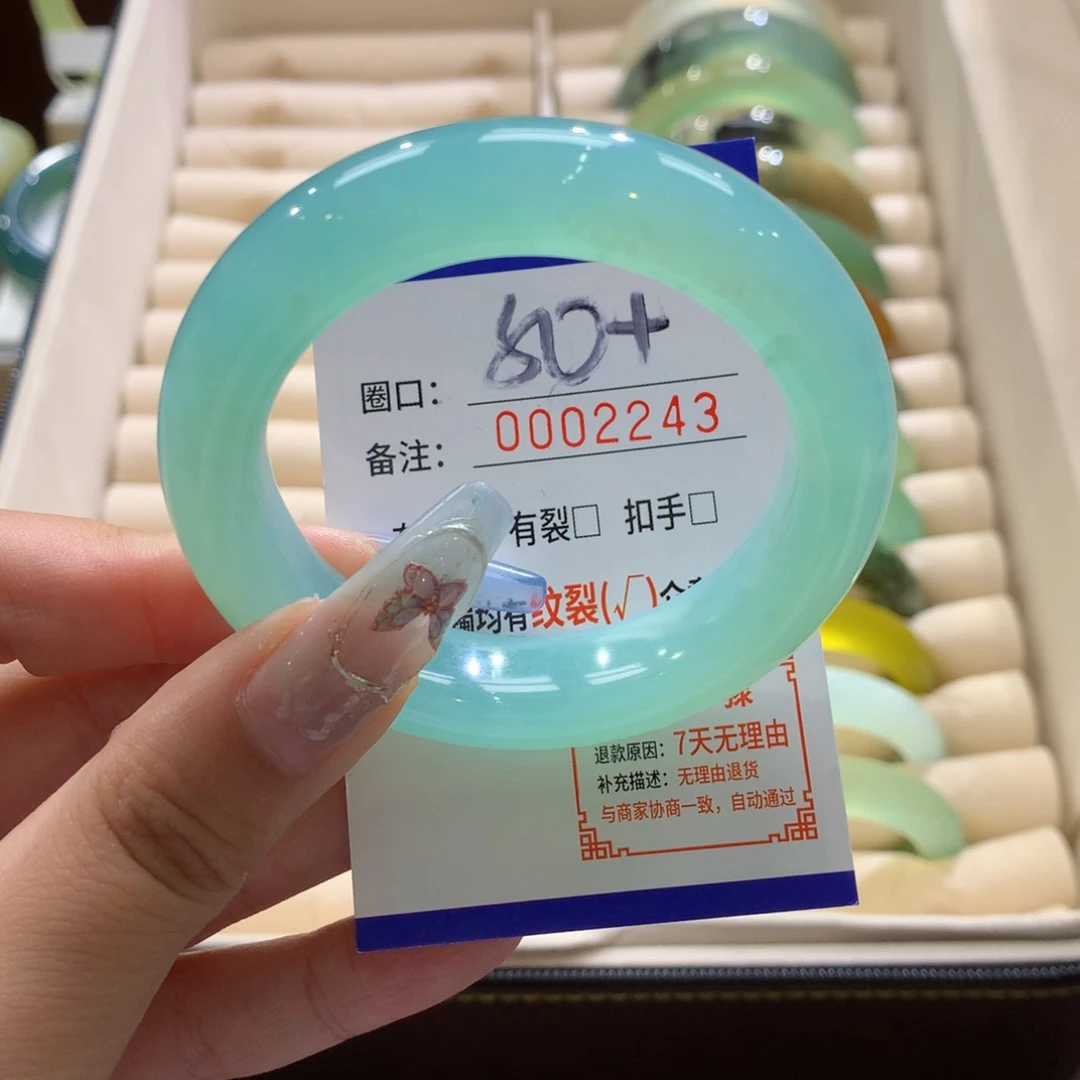 80+
圈口:
0002243
备注:
有裂□ 扣手□
均有纹裂(√)
退款原因: 7天无理由
补充描述: 无理由退货
与商家协商一致，自动通过